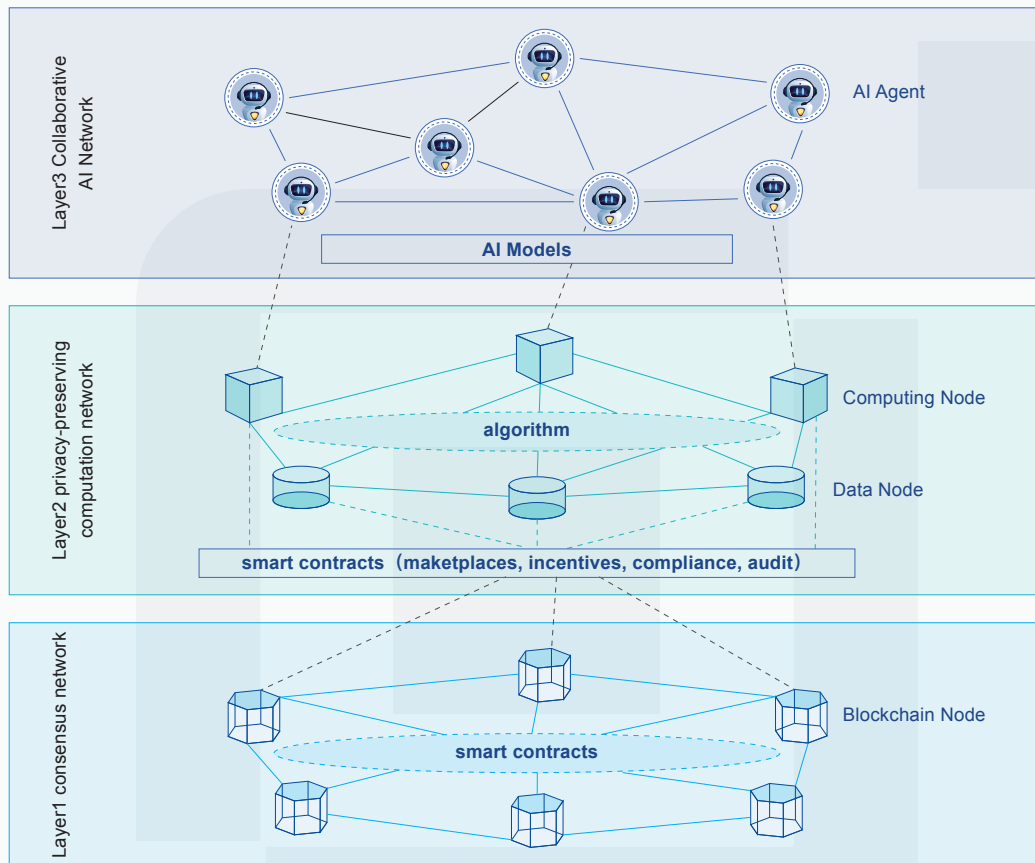 Layer3 Collaborative
AI Network
AI Agent
AI Models
Layer2 privacy-preserving
computation network
Computing Node
algorithm
Data Node
smart contracts（maketplaces, incentives, compliance, audit）
Layer1 consensus network
Blockchain Node
smart contracts